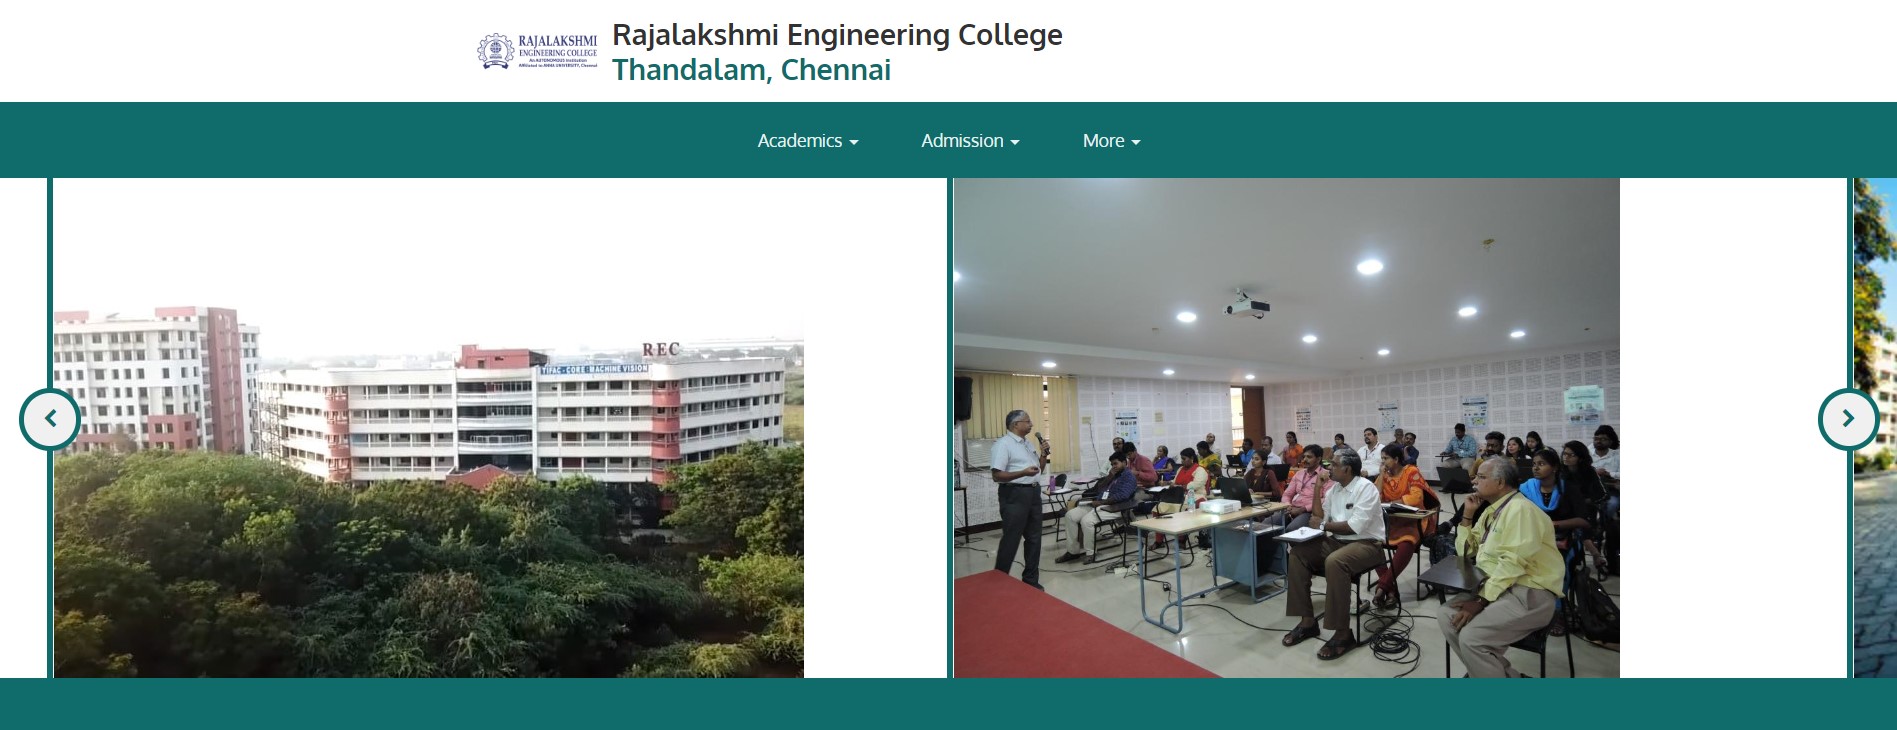 RAJALAKSHMI
ENGINEERING COLLEGE
An AUTONOMOUS Institution
Affiliated to ANNA UNIVERSITY, Chennai
Rajalakshmi Engineering College
Thandalam, Chennai
Academics
Admission
More
REC
TIFAC-CORE MACHINE VISION